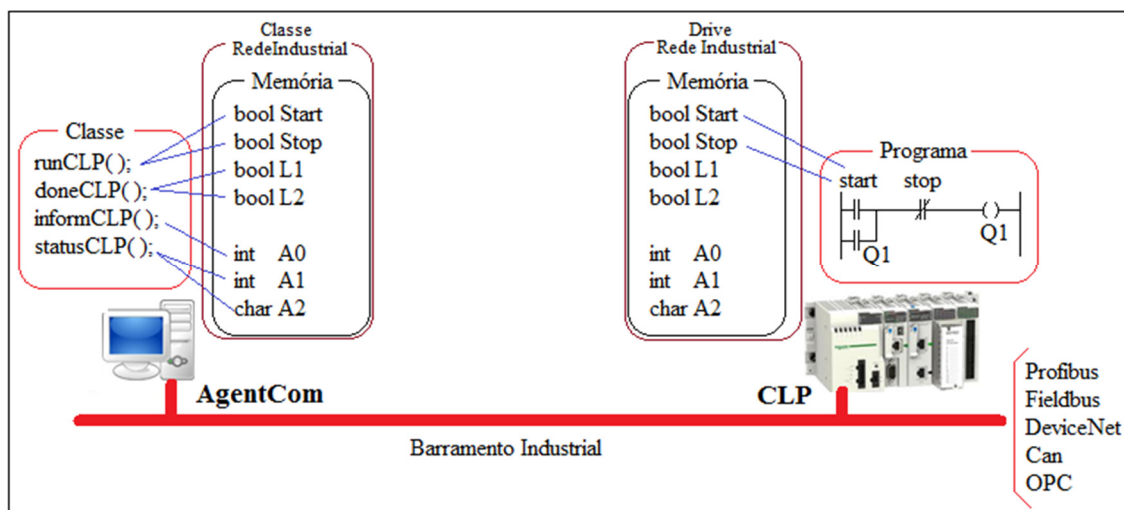 Classe
RedeIndustrial
Memória
bool Start
bool Stop
bool L1
bool L2
int A0
int A1
char A2
Classe
runCLP( );
doneCLP( );
informCLP( );
statusCLP( );
Drive
Rede Industrial
Memória
bool Start
bool Stop
bool L1
bool L2
int A0
int A1
char A2
Programa
start stop
Q1
Q1
AgentCom
CLP
Barramento Industrial
Profibus
Fieldbus
DeviceNet
Can
OPC